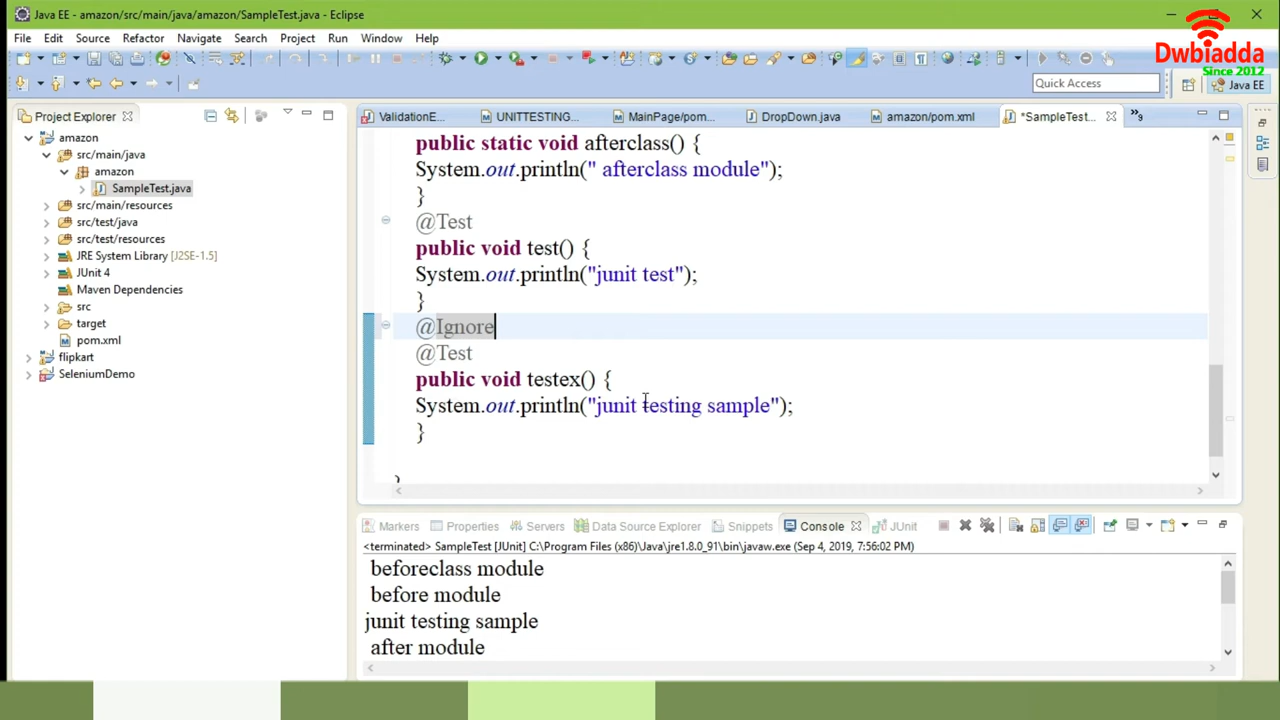 Java EE - amazon/src/main/java/amazon/SampleTest.java - Eclipse
Dwbiadda
Since 2012
File Edit Source Refactor Navigate Search Project Run Window Help
Quick Access
Java EE
Project Explorer
amazon
src/main/java
amazon
SampleTest.java
src/main/resources
src/test/java
src/test/resources
JRE System Library [J2SE-1.5]
JUnit 4
Maven Dependencies
src
target
pom.xml
flipkart
SeleniumDemo
ValidationE... UNITTESTING... MainPage/pom... DropDown.java amazon/pom.xml *SampleTest... »9
public static void afterclass() {
System.out.println(" afterclass module");
}
@Test
public void test() {
System.out.println("junit test");
}
@Ignore
@Test
public void testex() {
System.out.println("junit testing sample");
}
}
Markers Properties Servers Data Source Explorer Snippets Console JUnit
<terminated> SampleTest [JUnit] C:\Program Files (x86)\Java\jre1.8.0_91\bin\javaw.exe (Sep 4, 2019, 7:56:02 PM)
beforeclass module
before module
junit testing sample
after module